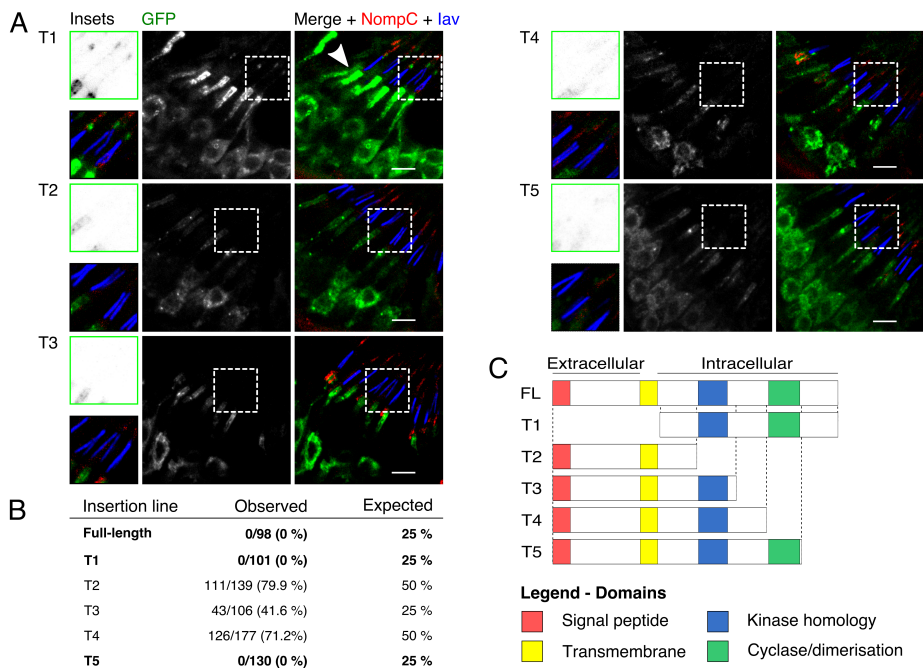 A
Insets GFP Merge + NompC + Iav
T1
T2
T3
T4
T5
B
Insertion line Observed Expected
Full-length 0/98 (0 %) 25 %
T1 0/101 (0 %) 25 %
T2 111/139 (79.9 %) 50 %
T3 43/106 (41.6 %) 25 %
T4 126/177 (71.2%) 50 %
T5 0/130 (0 %) 25 %
C
Extracellular Intracellular
FL
T1
T2
T3
T4
T5
Legend - Domains
Signal peptide Kinase homology
Transmembrane Cyclase/dimerisation